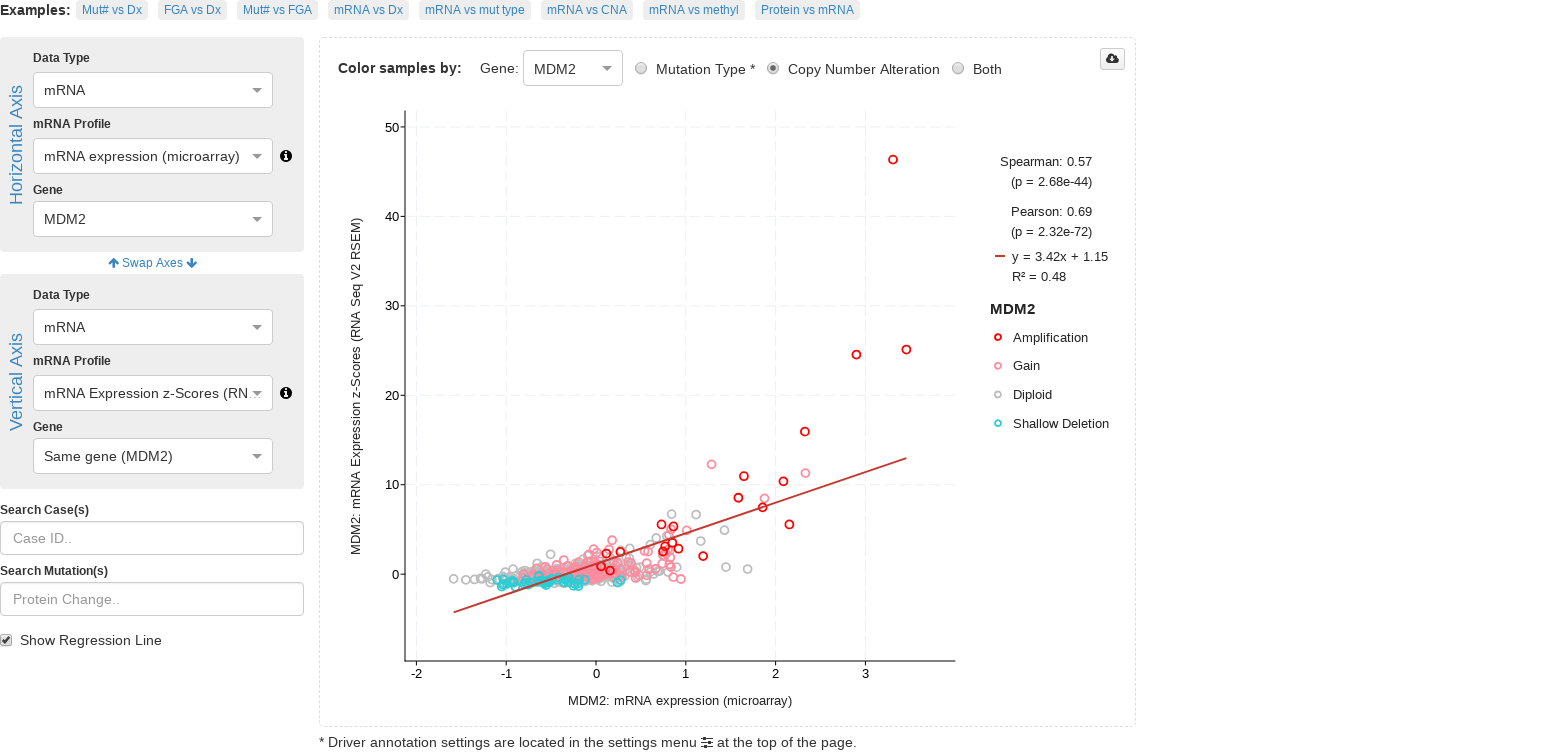 Examples: Mut# vs Dx FGA vs Dx Mut# vs FGA mRNA vs Dx mRNA vs mut type mRNA vs CNA mRNA vs methyl Protein vs mRNA
Horizontal Axis
Data Type
mRNA
mRNA Profile
mRNA expression (microarray)
Gene
MDM2
Swap Axes
Vertical Axis
Data Type
mRNA
mRNA Profile
mRNA Expression z-Scores (RN…
Gene
Same gene (MDM2)
Search Case(s)
Case ID..
Search Mutation(s)
Protein Change..
Show Regression Line
Color samples by: Gene: MDM2 Mutation Type * Copy Number Alteration Both
MDM2: mRNA Expression z-Scores (RNA Seq V2 RSEM)
50
40
30
20
10
0
-2 -1 0 1 2 3
MDM2: mRNA expression (microarray)
Spearman: 0.57
(p = 2.68e-44)
Pearson: 0.69
(p = 2.32e-72)
y = 3.42x + 1.15
R² = 0.48
MDM2
Amplification
Gain
Diploid
Shallow Deletion
* Driver annotation settings are located in the settings menu at the top of the page.